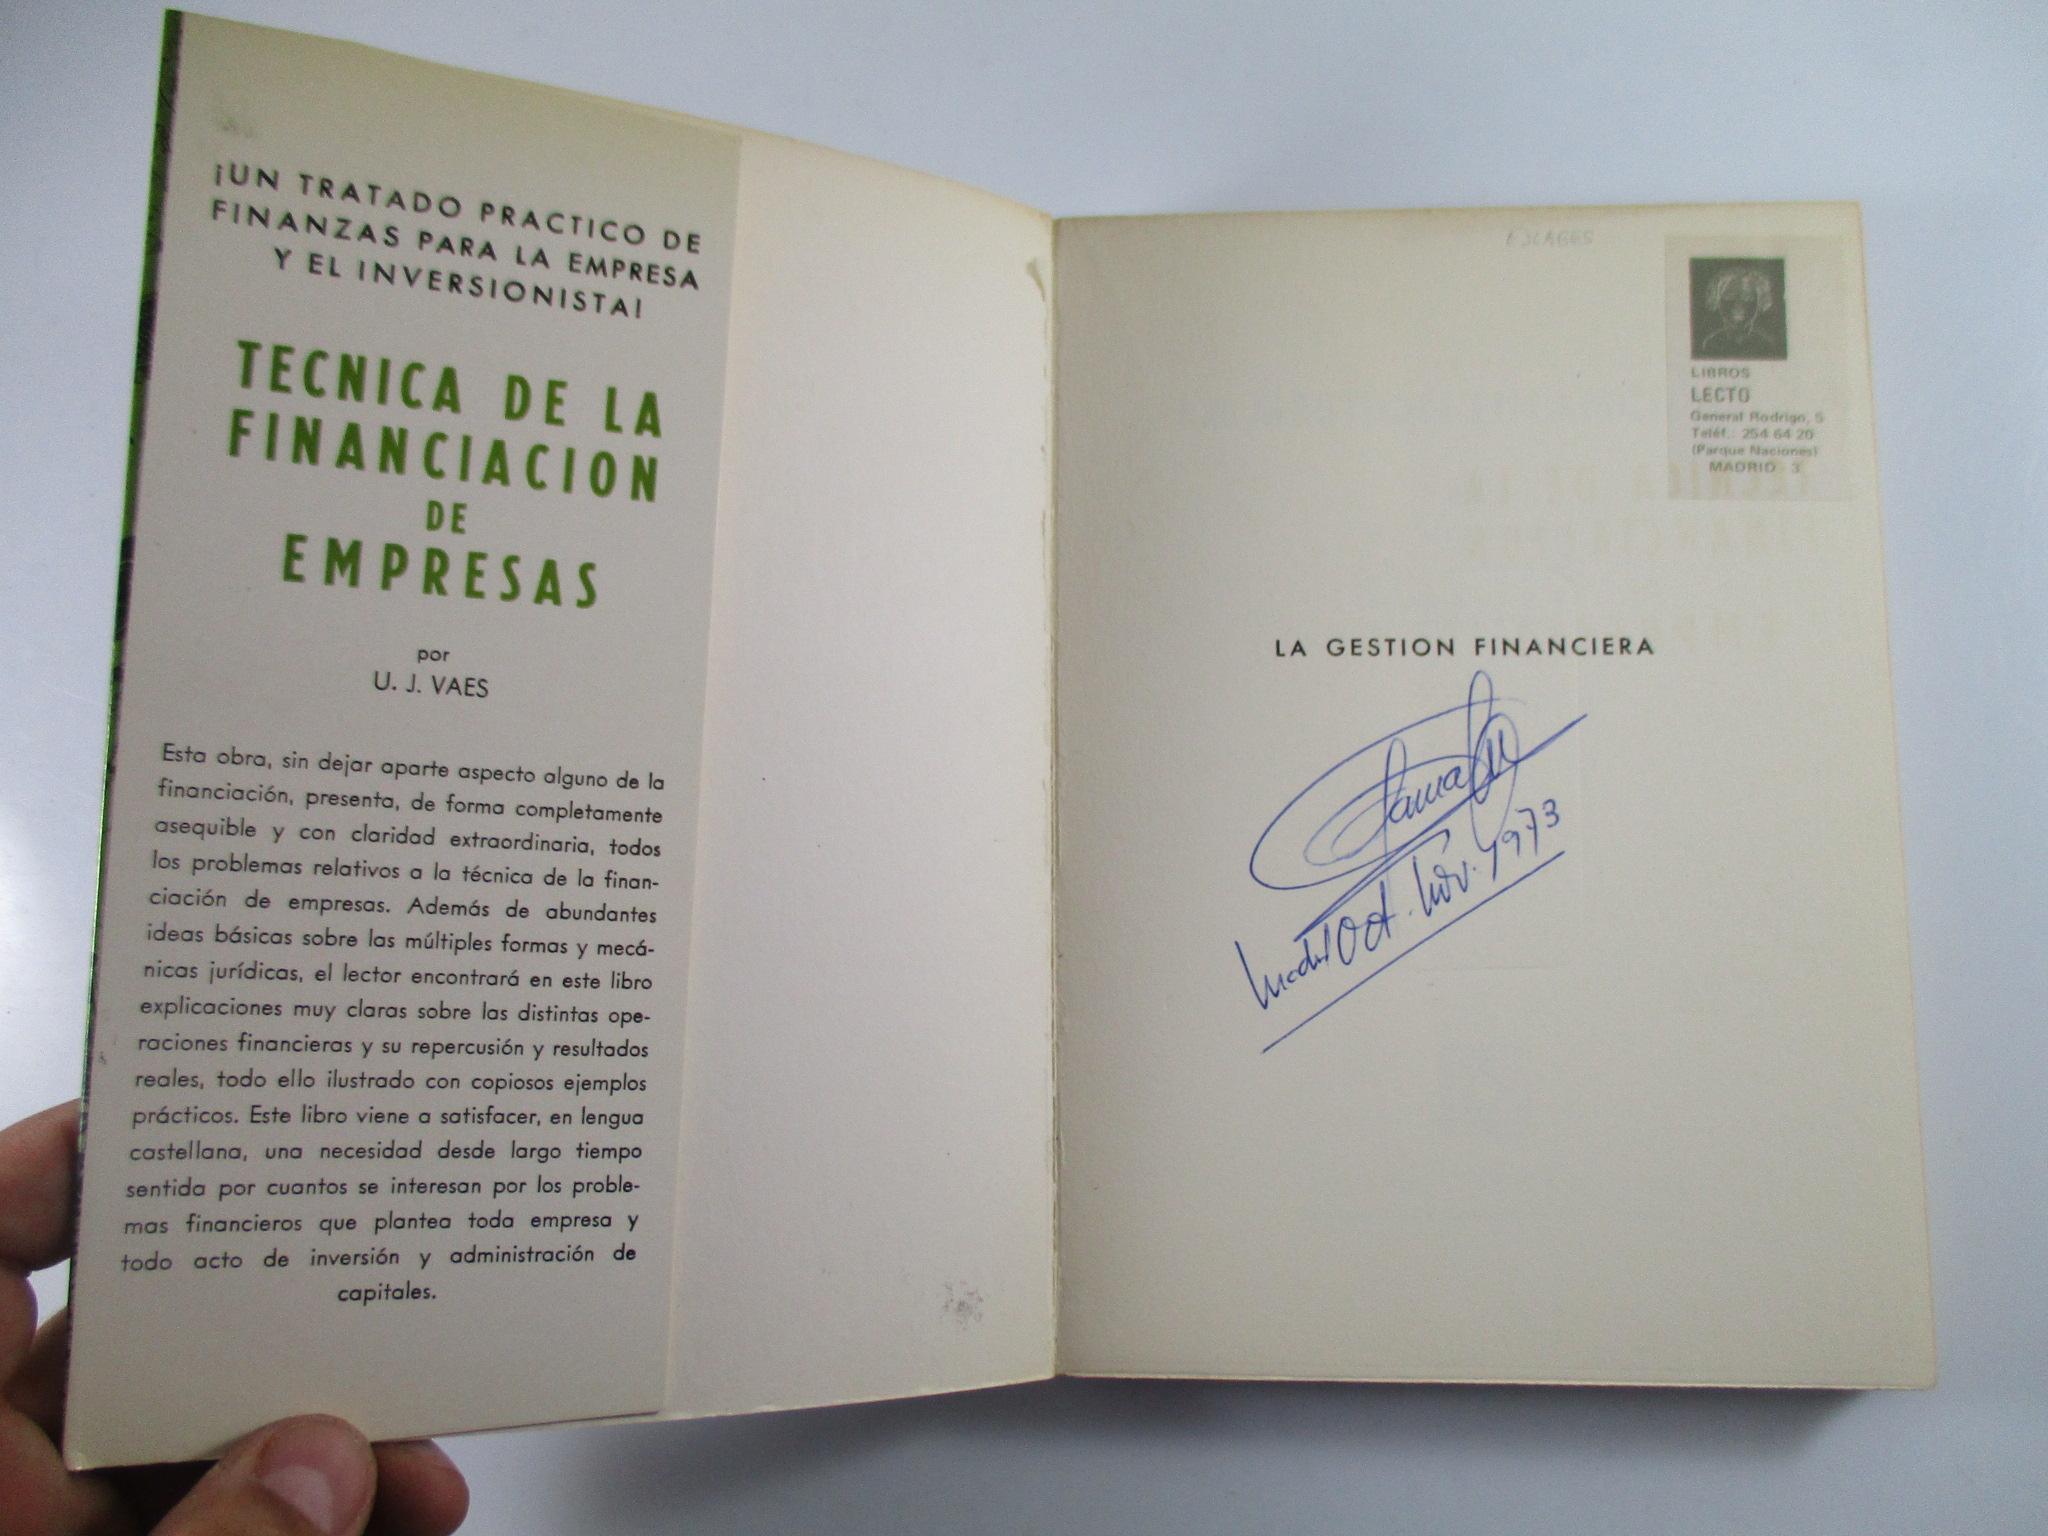 ¡UN TRATADO PRACTICO DE
FINANZAS PARA LA EMPRESA
Y EL INVERSIONISTA!
TECNICA DE LA
FINANCIACION
DE
EMPRESAS
por
U. J. VAES
Esta obra, sin dejar aparte aspecto alguno de la
financiación, presenta, de forma completamente
asequible y con claridad extraordinaria, todos
los problemas relativos a la técnica de la finan-
ciación de empresas. Además de abundantes
ideas básicas sobre las múltiples formas y mecá-
nicas jurídicas, el lector encontrará en este libro
explicaciones muy claras sobre las distintas ope-
raciones financieras y su repercusión y resultados
reales, todo ello ilustrado con copiosos ejemplos
prácticos. Este libro viene a satisfacer, en lengua
castellana, una necesidad desde largo tiempo
sentida por cuantos se interesan por los proble-
mas financieros que plantea toda empresa y
todo acto de inversión y administración de
capitales.
LIBROS
LECTO
General Rodrigo, 5
Teléf.: 254 64 20
(Parque Naciones)
MADRID 3
LA GESTION FINANCIERA
Madrid Oct. Nov. 1973